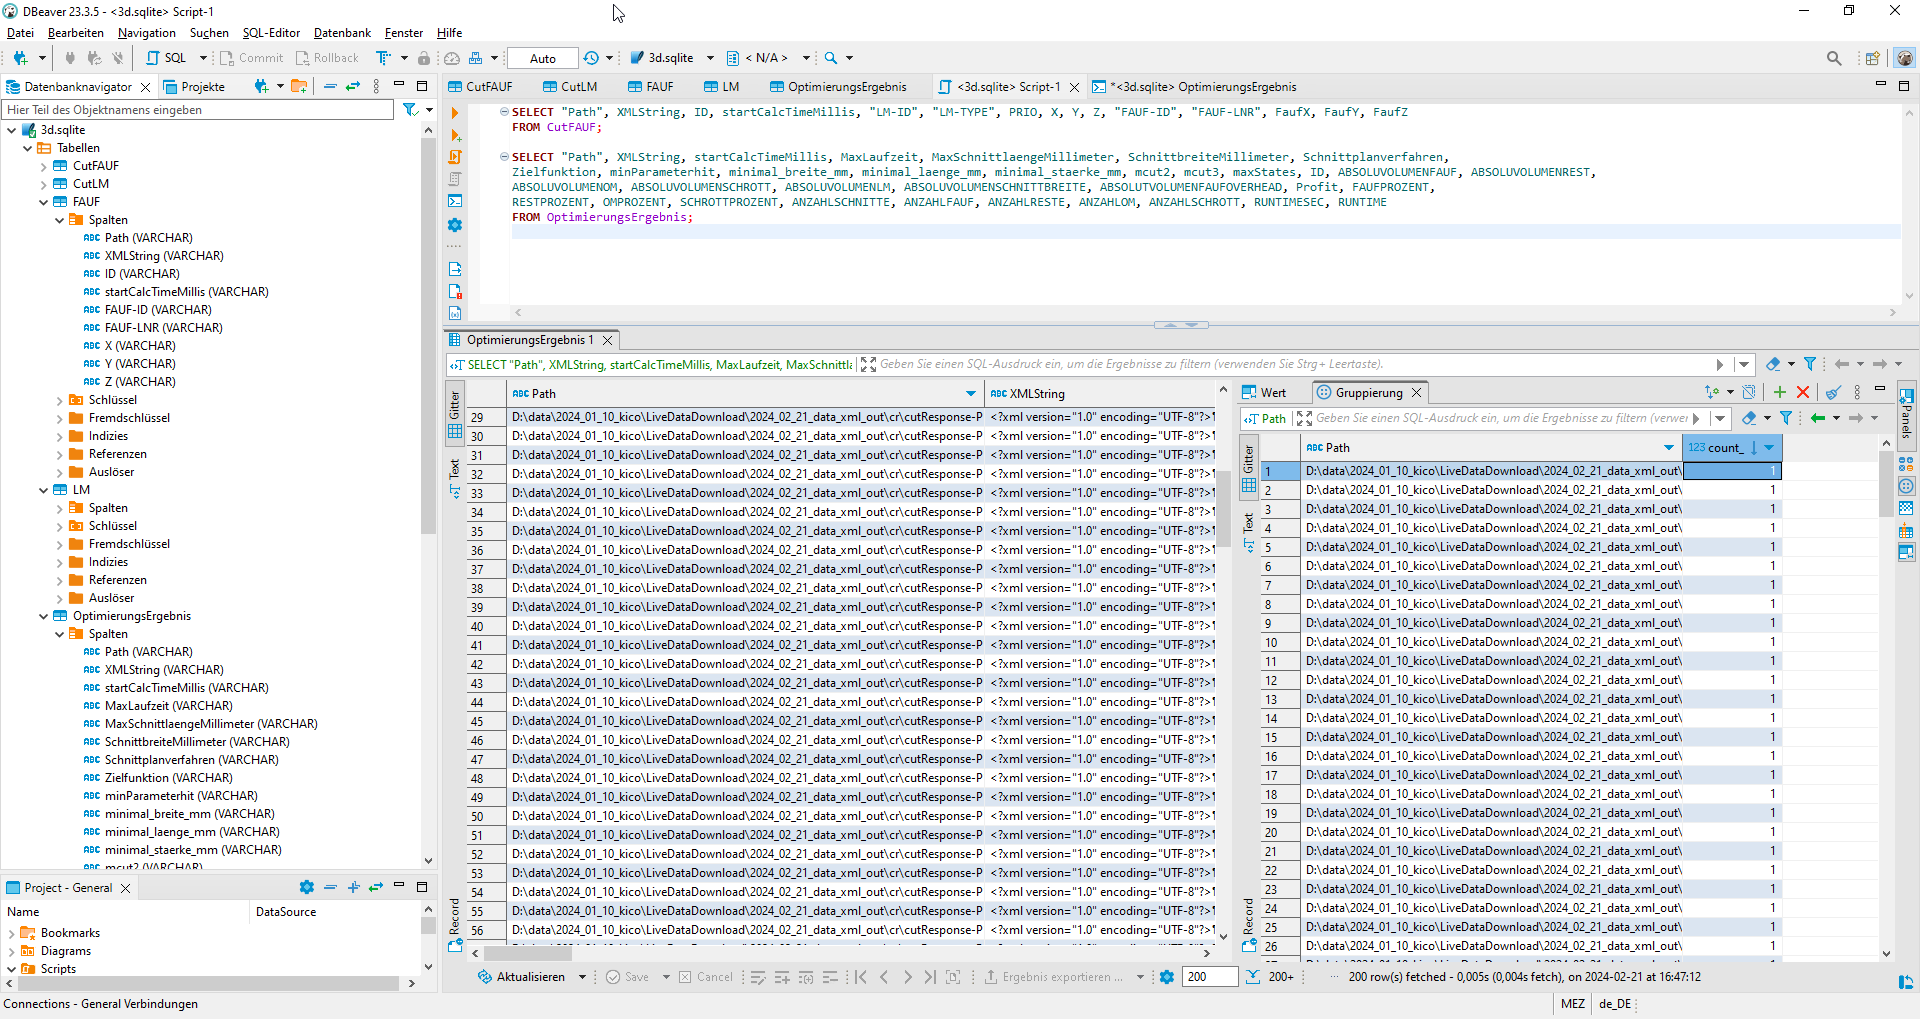 DBeaver 23.3.5 - <3d.sqlite> Script-1
Datei Bearbeiten Navigation Suchen SQL-Editor Datenbank Fenster Hilfe
SQL Commit Rollback Auto 3d.sqlite < N/A >
Datenbanknavigator Projekte
Hier Teil des Objektnamens eingeben
3d.sqlite
Tabellen
CutFAUF
CutLM
FAUF
Spalten
ABC Path (VARCHAR)
ABC XMLString (VARCHAR)
ABC ID (VARCHAR)
ABC startCalcTimeMillis (VARCHAR)
ABC FAUF-ID (VARCHAR)
ABC FAUF-LNR (VARCHAR)
ABC X (VARCHAR)
ABC Y (VARCHAR)
ABC Z (VARCHAR)
Schlüssel
Fremdschlüssel
Indizies
Referenzen
Auslöser
LM
Spalten
Schlüssel
Fremdschlüssel
Indizies
Referenzen
Auslöser
OptimierungsErgebnis
Spalten
ABC Path (VARCHAR)
ABC XMLString (VARCHAR)
ABC startCalcTimeMillis (VARCHAR)
ABC MaxLaufzeit (VARCHAR)
ABC MaxSchnittlaengeMillimeter (VARCHAR)
ABC SchnittbreiteMillimeter (VARCHAR)
ABC Schnittplanverfahren (VARCHAR)
ABC Zielfunktion (VARCHAR)
ABC minParameterhit (VARCHAR)
ABC minimal_breite_mm (VARCHAR)
ABC minimal_laenge_mm (VARCHAR)
ABC minimal_staerke_mm (VARCHAR)
ABC mcut2 (VARCHAR)
Project - General
Name DataSource
Bookmarks
Diagrams
Scripts
Connections - General Verbindungen
CutFAUF CutLM FAUF LM OptimierungsErgebnis <3d.sqlite> Script-1 *<3d.sqlite> OptimierungsErgebnis
SELECT "Path", XMLString, ID, startCalcTimeMillis, "LM-ID", "LM-TYPE", PRIO, X, Y, Z, "FAUF-ID", "FAUF-LNR", FaufX, FaufY, FaufZ
FROM CutFAUF;
SELECT "Path", XMLString, startCalcTimeMillis, MaxLaufzeit, MaxSchnittlaengeMillimeter, SchnittbreiteMillimeter, Schnittplanverfahren,
Zielfunktion, minParameterhit, minimal_breite_mm, minimal_laenge_mm, minimal_staerke_mm, mcut2, mcut3, maxStates, ID, ABSOLUVOLUMENFAUF, ABSOLUVOLUMENREST,
ABSOLUVOLUMENOM, ABSOLUVOLUMENSCHROTT, ABSOLUVOLUMENLM, ABSOLUVOLUMENSCHNITTBREITE, ABSOLUTVOLUMENFAUFOVERHEAD, Profit, FAUFPROZENT,
RESTPROZENT, OMPROZENT, SCHROTTPROZENT, ANZAHLSCHNITTE, ANZAHLFAUF, ANZAHLRESTE, ANZAHLOM, ANZAHLSCHROTT, RUNTIMESEC, RUNTIME
FROM OptimierungsErgebnis;
OptimierungsErgebnis 1
SELECT "Path", XMLString, startCalcTimeMillis, MaxLaufzeit, MaxSchnittla Geben Sie einen SQL-Ausdruck ein, um die Ergebnisse zu filtern (verwenden Sie Strg+ Leertaste).
Gitter
Text
Record
ABC Path ABC XMLString
29 D:\data\2024_01_10_kico\LiveDataDownload\2024_02_21_data_xml_out\cr\cutResponse-P <?xml version="1.0" encoding="UTF-8"?>
30 D:\data\2024_01_10_kico\LiveDataDownload\2024_02_21_data_xml_out\cr\cutResponse-P <?xml version="1.0" encoding="UTF-8"?>
31 D:\data\2024_01_10_kico\LiveDataDownload\2024_02_21_data_xml_out\cr\cutResponse-P <?xml version="1.0" encoding="UTF-8"?>
32 D:\data\2024_01_10_kico\LiveDataDownload\2024_02_21_data_xml_out\cr\cutResponse-P <?xml version="1.0" encoding="UTF-8"?>
33 D:\data\2024_01_10_kico\LiveDataDownload\2024_02_21_data_xml_out\cr\cutResponse-P <?xml version="1.0" encoding="UTF-8"?>
34 D:\data\2024_01_10_kico\LiveDataDownload\2024_02_21_data_xml_out\cr\cutResponse-P <?xml version="1.0" encoding="UTF-8"?>
35 D:\data\2024_01_10_kico\LiveDataDownload\2024_02_21_data_xml_out\cr\cutResponse-P <?xml version="1.0" encoding="UTF-8"?>
36 D:\data\2024_01_10_kico\LiveDataDownload\2024_02_21_data_xml_out\cr\cutResponse-P <?xml version="1.0" encoding="UTF-8"?>
37 D:\data\2024_01_10_kico\LiveDataDownload\2024_02_21_data_xml_out\cr\cutResponse-P <?xml version="1.0" encoding="UTF-8"?>
38 D:\data\2024_01_10_kico\LiveDataDownload\2024_02_21_data_xml_out\cr\cutResponse-P <?xml version="1.0" encoding="UTF-8"?>
39 D:\data\2024_01_10_kico\LiveDataDownload\2024_02_21_data_xml_out\cr\cutResponse-P <?xml version="1.0" encoding="UTF-8"?>
40 D:\data\2024_01_10_kico\LiveDataDownload\2024_02_21_data_xml_out\cr\cutResponse-P <?xml version="1.0" encoding="UTF-8"?>
41 D:\data\2024_01_10_kico\LiveDataDownload\2024_02_21_data_xml_out\cr\cutResponse-P <?xml version="1.0" encoding="UTF-8"?>
42 D:\data\2024_01_10_kico\LiveDataDownload\2024_02_21_data_xml_out\cr\cutResponse-P <?xml version="1.0" encoding="UTF-8"?>
43 D:\data\2024_01_10_kico\LiveDataDownload\2024_02_21_data_xml_out\cr\cutResponse-P <?xml version="1.0" encoding="UTF-8"?>
44 D:\data\2024_01_10_kico\LiveDataDownload\2024_02_21_data_xml_out\cr\cutResponse-P <?xml version="1.0" encoding="UTF-8"?>
45 D:\data\2024_01_10_kico\LiveDataDownload\2024_02_21_data_xml_out\cr\cutResponse-P <?xml version="1.0" encoding="UTF-8"?>
46 D:\data\2024_01_10_kico\LiveDataDownload\2024_02_21_data_xml_out\cr\cutResponse-P <?xml version="1.0" encoding="UTF-8"?>
47 D:\data\2024_01_10_kico\LiveDataDownload\2024_02_21_data_xml_out\cr\cutResponse-P <?xml version="1.0" encoding="UTF-8"?>
48 D:\data\2024_01_10_kico\LiveDataDownload\2024_02_21_data_xml_out\cr\cutResponse-P <?xml version="1.0" encoding="UTF-8"?>
49 D:\data\2024_01_10_kico\LiveDataDownload\2024_02_21_data_xml_out\cr\cutResponse-P <?xml version="1.0" encoding="UTF-8"?>
50 D:\data\2024_01_10_kico\LiveDataDownload\2024_02_21_data_xml_out\cr\cutResponse-P <?xml version="1.0" encoding="UTF-8"?>
51 D:\data\2024_01_10_kico\LiveDataDownload\2024_02_21_data_xml_out\cr\cutResponse-P <?xml version="1.0" encoding="UTF-8"?>
52 D:\data\2024_01_10_kico\LiveDataDownload\2024_02_21_data_xml_out\cr\cutResponse-P <?xml version="1.0" encoding="UTF-8"?>
53 D:\data\2024_01_10_kico\LiveDataDownload\2024_02_21_data_xml_out\cr\cutResponse-P <?xml version="1.0" encoding="UTF-8"?>
54 D:\data\2024_01_10_kico\LiveDataDownload\2024_02_21_data_xml_out\cr\cutResponse-P <?xml version="1.0" encoding="UTF-8"?>
55 D:\data\2024_01_10_kico\LiveDataDownload\2024_02_21_data_xml_out\cr\cutResponse-P <?xml version="1.0" encoding="UTF-8"?>
56 D:\data\2024_01_10_kico\LiveDataDownload\2024_02_21_data_xml_out\cr\cutResponse-P <?xml version="1.0" encoding="UTF-8"?>
Wert Gruppierung
Path Geben Sie einen SQL-Ausdruck ein, um die Ergebnisse zu filtern (verwer
Panels
Gitter
Text
Record
ABC Path 123 count_
1 D:\data\2024_01_10_kico\LiveDataDownload\2024_02_21_data_xml_out\ 1
2 D:\data\2024_01_10_kico\LiveDataDownload\2024_02_21_data_xml_out\ 1
3 D:\data\2024_01_10_kico\LiveDataDownload\2024_02_21_data_xml_out\ 1
4 D:\data\2024_01_10_kico\LiveDataDownload\2024_02_21_data_xml_out\ 1
5 D:\data\2024_01_10_kico\LiveDataDownload\2024_02_21_data_xml_out\ 1
6 D:\data\2024_01_10_kico\LiveDataDownload\2024_02_21_data_xml_out\ 1
7 D:\data\2024_01_10_kico\LiveDataDownload\2024_02_21_data_xml_out\ 1
8 D:\data\2024_01_10_kico\LiveDataDownload\2024_02_21_data_xml_out\ 1
9 D:\data\2024_01_10_kico\LiveDataDownload\2024_02_21_data_xml_out\ 1
10 D:\data\2024_01_10_kico\LiveDataDownload\2024_02_21_data_xml_out\ 1
11 D:\data\2024_01_10_kico\LiveDataDownload\2024_02_21_data_xml_out\ 1
12 D:\data\2024_01_10_kico\LiveDataDownload\2024_02_21_data_xml_out\ 1
13 D:\data\2024_01_10_kico\LiveDataDownload\2024_02_21_data_xml_out\ 1
14 D:\data\2024_01_10_kico\LiveDataDownload\2024_02_21_data_xml_out\ 1
15 D:\data\2024_01_10_kico\LiveDataDownload\2024_02_21_data_xml_out\ 1
16 D:\data\2024_01_10_kico\LiveDataDownload\2024_02_21_data_xml_out\ 1
17 D:\data\2024_01_10_kico\LiveDataDownload\2024_02_21_data_xml_out\ 1
18 D:\data\2024_01_10_kico\LiveDataDownload\2024_02_21_data_xml_out\ 1
19 D:\data\2024_01_10_kico\LiveDataDownload\2024_02_21_data_xml_out\ 1
20 D:\data\2024_01_10_kico\LiveDataDownload\2024_02_21_data_xml_out\ 1
21 D:\data\2024_01_10_kico\LiveDataDownload\2024_02_21_data_xml_out\ 1
22 D:\data\2024_01_10_kico\LiveDataDownload\2024_02_21_data_xml_out\ 1
23 D:\data\2024_01_10_kico\LiveDataDownload\2024_02_21_data_xml_out\ 1
24 D:\data\2024_01_10_kico\LiveDataDownload\2024_02_21_data_xml_out\ 1
25 D:\data\2024_01_10_kico\LiveDataDownload\2024_02_21_data_xml_out\ 1
26 D:\data\2024_01_10_kico\LiveDataDownload\2024_02_21_data_xml_out\ 1
Aktualisieren Save Cancel Ergebnis exportieren ... 200 200+ ... 200 row(s) fetched - 0,005s (0,004s fetch), on 2024-02-21 at 16:47:12
MEZ de_DE